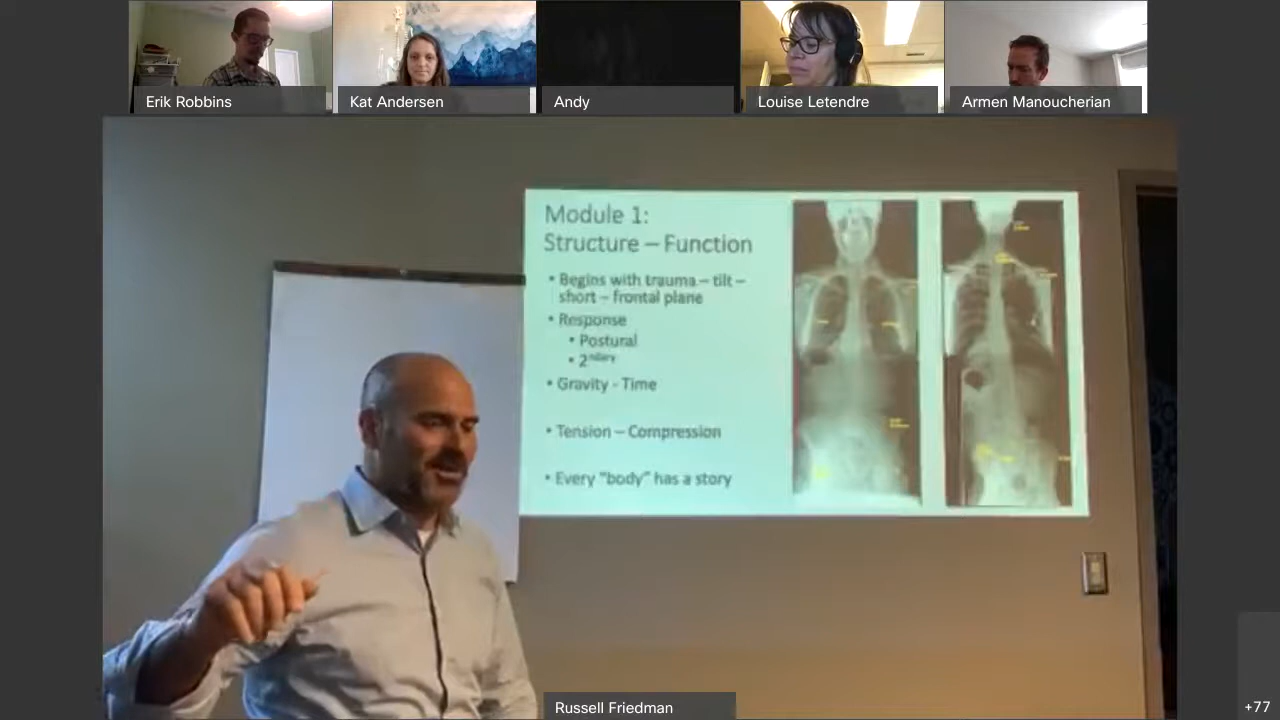 Erik Robbins
Kat Andersen
Andy
Louise Letendre
Armen Manoucherian
Module 1:
Structure – Function
• Begins with trauma – tilt –
short – frontal plane
• Response
• Postural
• 2ndary
• Gravity - Time
• Tension – Compression
• Every "body" has a story
Russell Friedman
+77